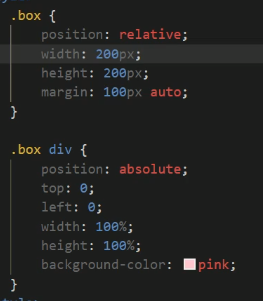 .box {
position: relative;
width: 200px;
height: 200px;
margin: 100px auto;
}
.box div {
position: absolute;
top: 0;
left: 0;
width: 100%;
height: 100%;
background-color: pink;
}